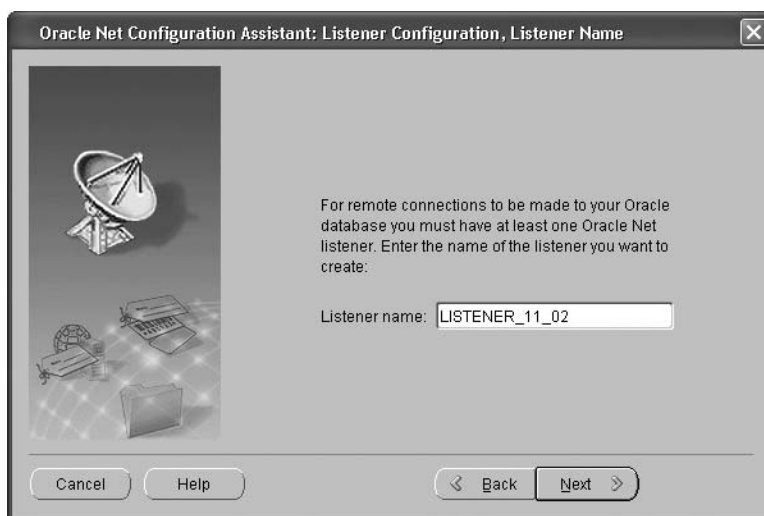 Oracle Net Configuration Assistant: Listener Configuration, Listener Name
For remote connections to be made to your Oracle
database you must have at least one Oracle Net
listener. Enter the name of the listener you want to
create:
Listener name: LISTENER_11_02
Cancel Help Back Next